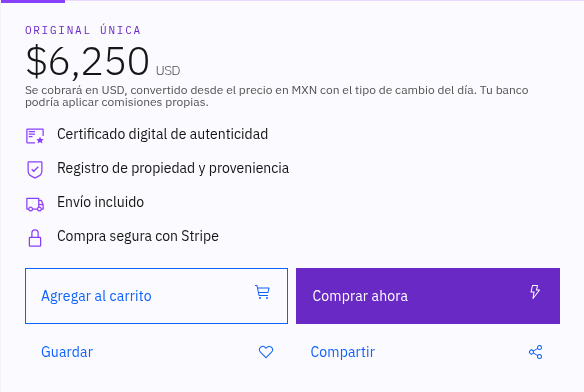 ORIGINAL ÚNICA
$6,250 USD
Se cobrará en USD, convertido desde el precio en MXN con el tipo de cambio del día. Tu banco
podría aplicar comisiones propias.
Certificado digital de autenticidad
Registro de propiedad y proveniencia
Envío incluido
Compra segura con Stripe
Agregar al carrito
Comprar ahora
Guardar
Compartir